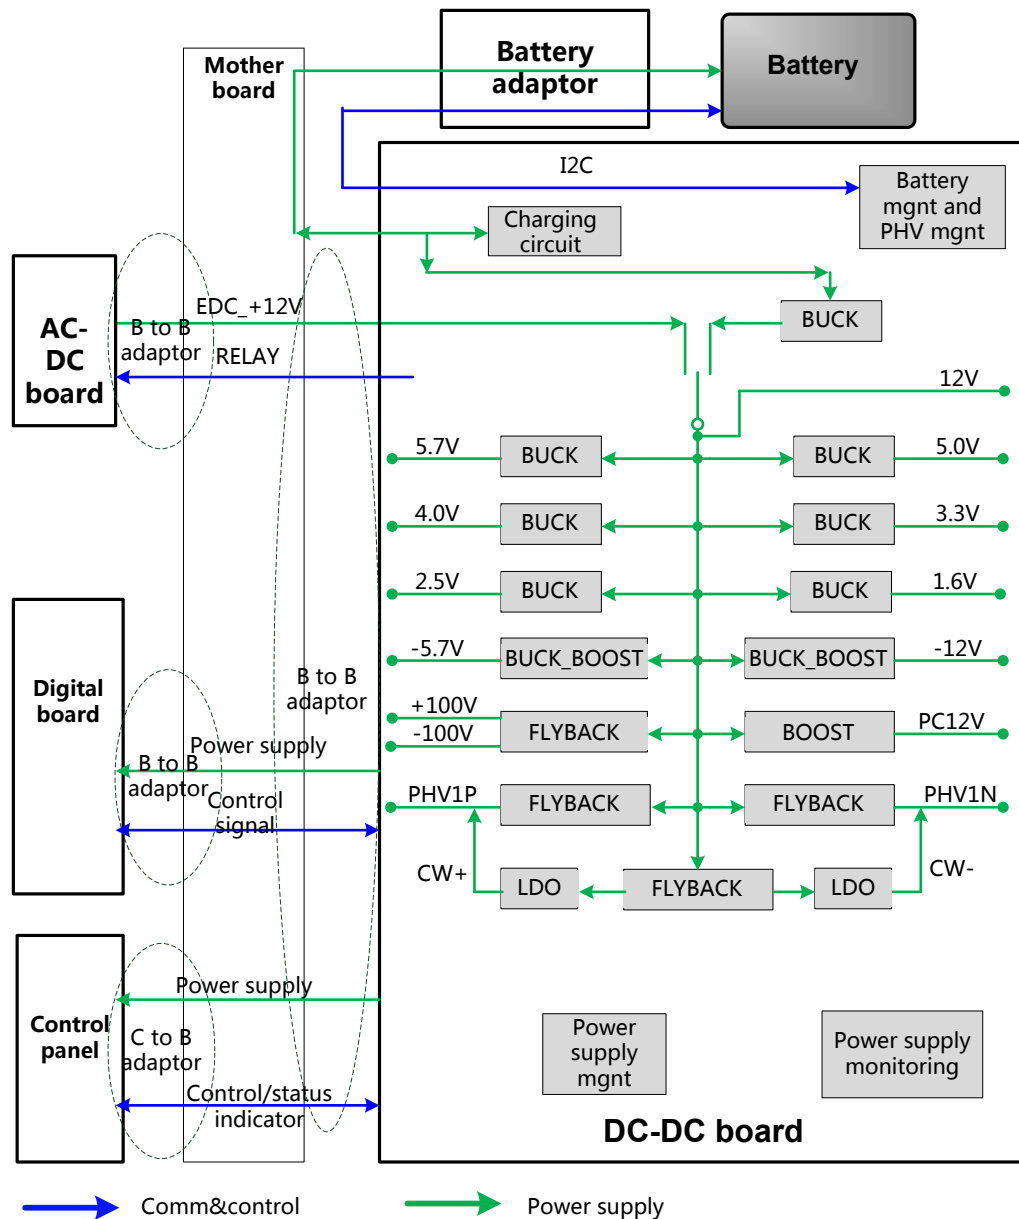 Battery
adaptor
Battery
Mother
board
I2C
Battery
mgnt and
PHV mgnt
Charging
circuit
AC-
DC
board
B to B
adaptor
EDC_+12V
RELAY
BUCK
12V
5.7V
BUCK
BUCK
5.0V
4.0V
BUCK
BUCK
3.3V
2.5V
BUCK
BUCK
1.6V
-5.7V
BUCK_BOOST
BUCK_BOOST
-12V
B to B
adaptor
Digital
board
+100V
-100V
FLYBACK
BOOST
PC12V
Power supply
B to B
adaptor
Control
signal
PHV1P
FLYBACK
FLYBACK
PHV1N
CW+
LDO
FLYBACK
LDO
CW-
Power supply
Control
panel
C to B
adaptor
Control/status
indicator
Power
supply
mgnt
Power supply
monitoring
DC-DC board
Comm&control
Power supply